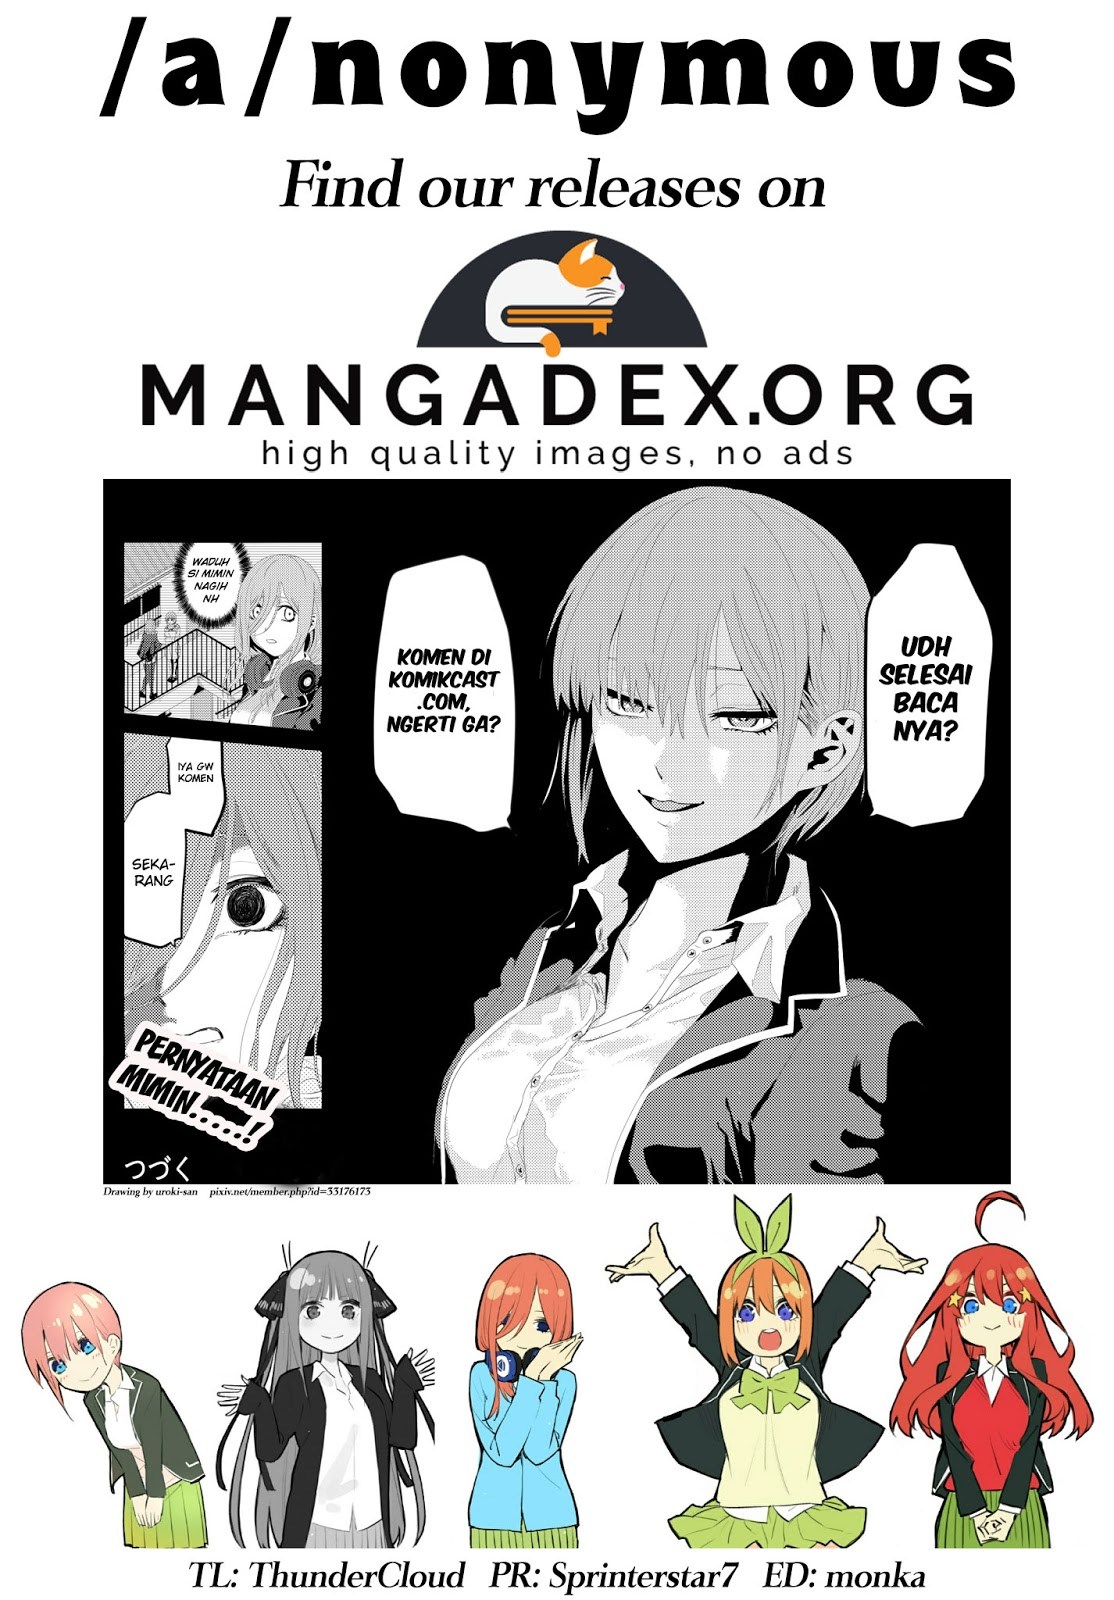 /a/nonymous
Find our releases on
MANGADEX.ORG
high quality images, no ads
UDH
SELESAI
BACA
NYA?
KOMEN DI
KOMIKCAST
.COM,
NGERTI GA?
WADUH
SI MIMIN
NAGIH
NH
IYA GW
KOMEN
SEKA-
RANG
PERNYATAAN
MIMIN......!
つづく
Drawing by uroki-san pixiv.net/member.php?id=33176173
TL: ThunderCloud PR: Sprinterstar7 ED: monka